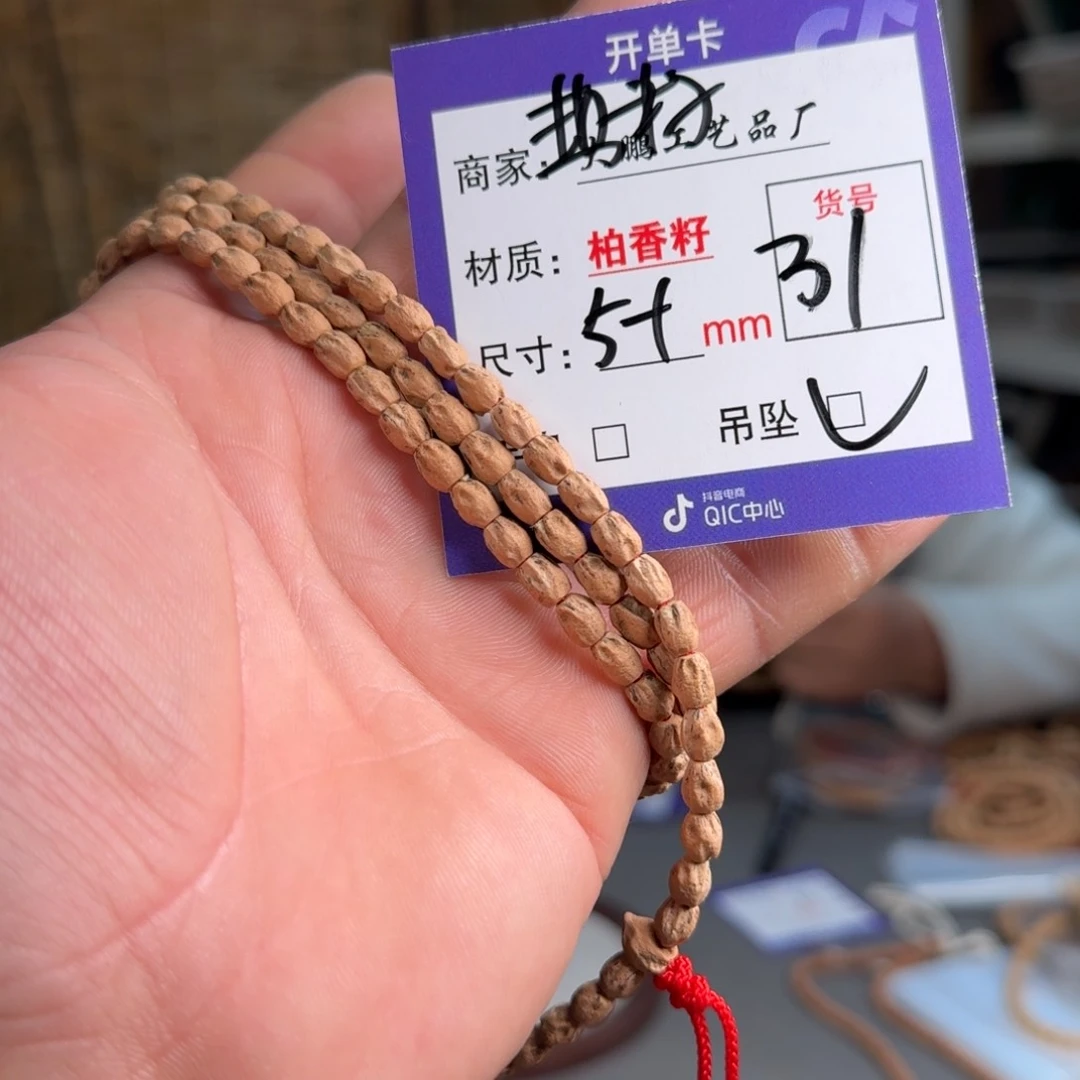 开单卡
商家：鹏工艺品厂
货号
材质：柏香籽
31
尺寸：5+ mm
吊坠
抖音电商
QIC中心